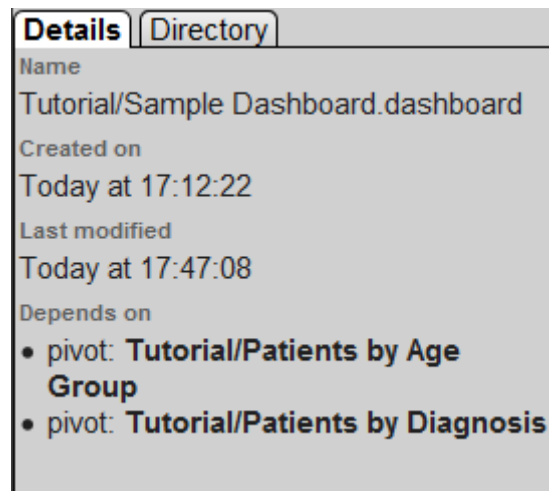 Details Directory
Name
Tutorial/Sample Dashboard.dashboard
Created on
Today at 17:12:22
Last modified
Today at 17:47:08
Depends on
• pivot: Tutorial/Patients by Age
Group
• pivot: Tutorial/Patients by Diagnosis